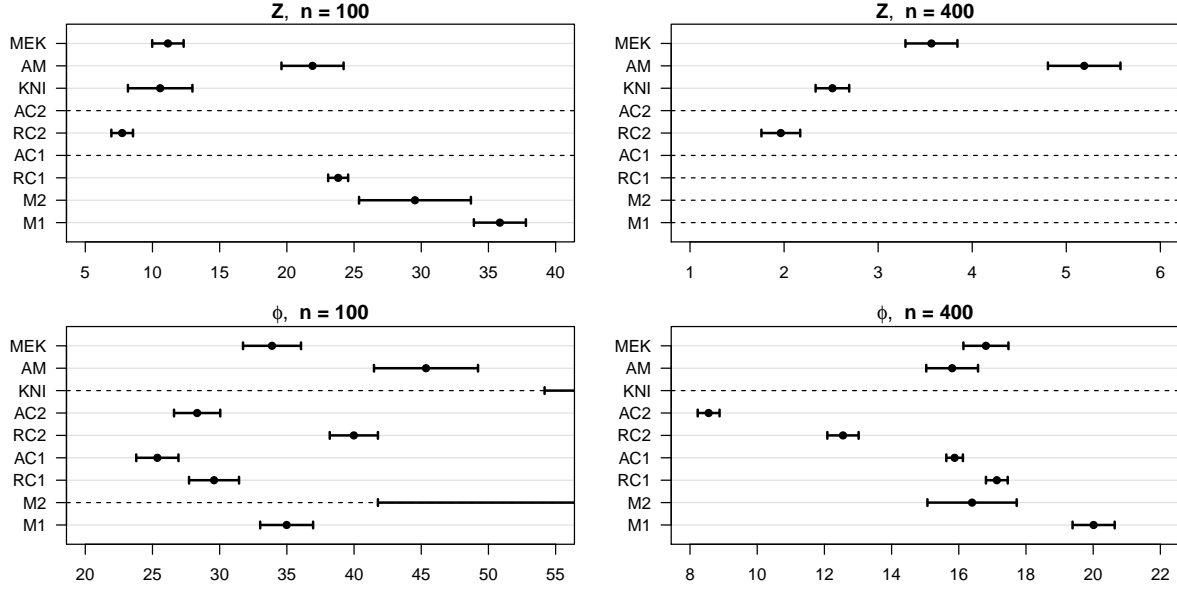 Z, n = 100
MEK
AM
KNI
AC2
RC2
AC1
RC1
M2
M1
5 10 15 20 25 30 35 40
Z, n = 400
MEK
AM
KNI
AC2
RC2
AC1
RC1
M2
M1
1 2 3 4 5 6
ϕ, n = 100
MEK
AM
KNI
AC2
RC2
AC1
RC1
M2
M1
20 25 30 35 40 45 50 55
ϕ, n = 400
MEK
AM
KNI
AC2
RC2
AC1
RC1
M2
M1
8 10 12 14 16 18 20 22